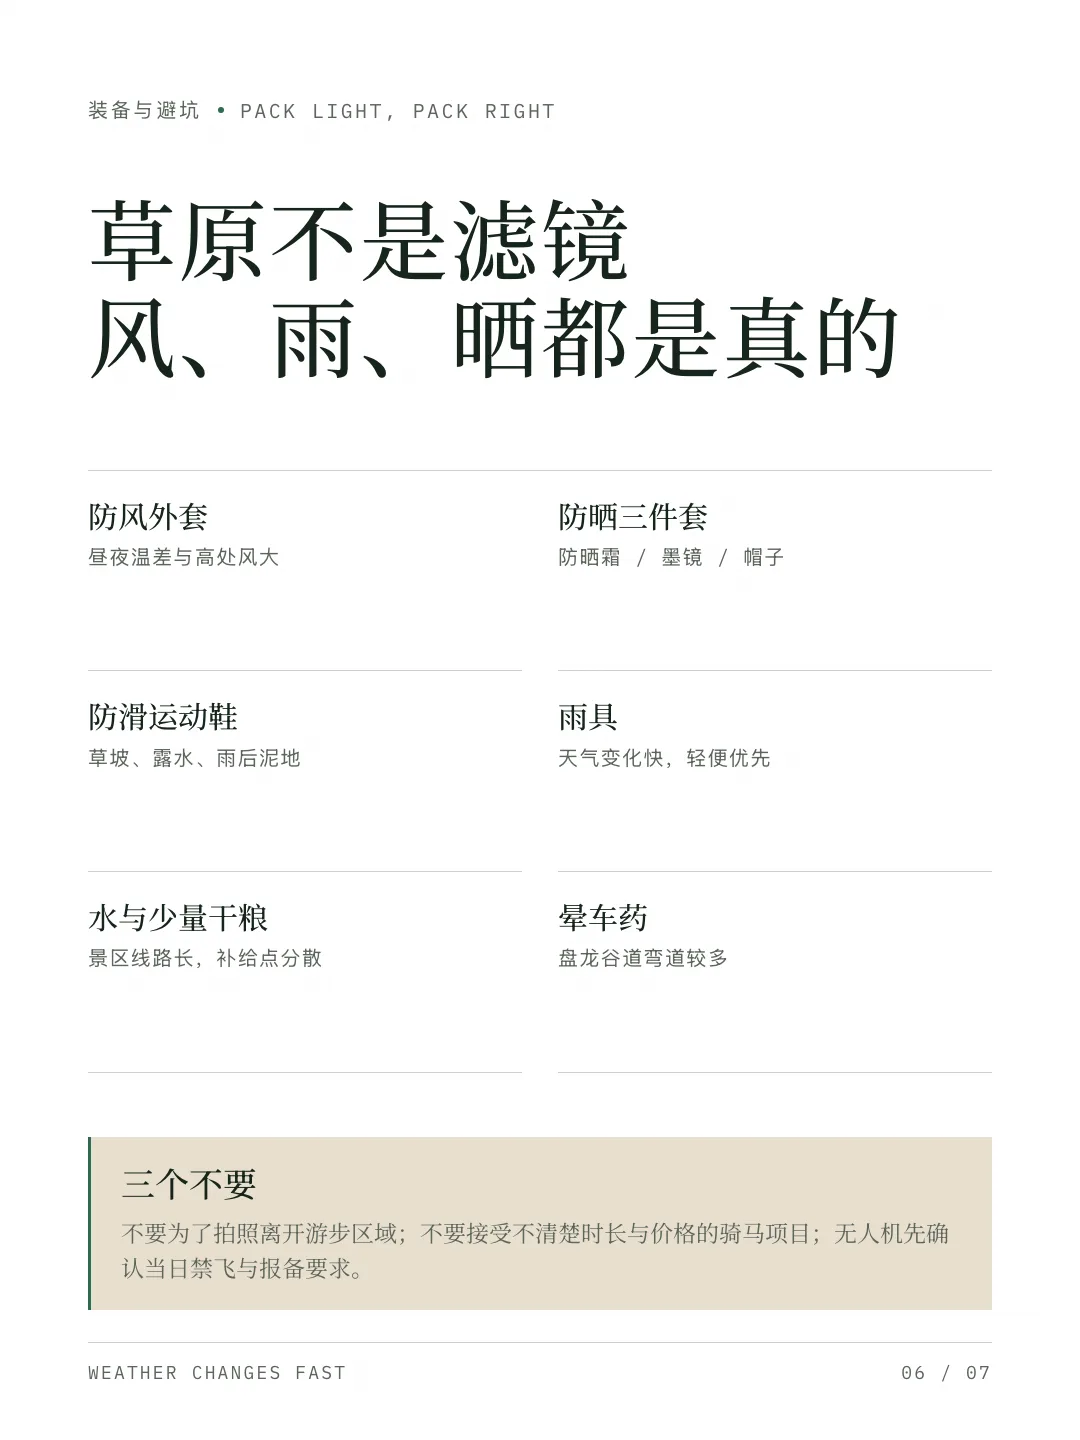 装备与避坑 • PACK LIGHT, PACK RIGHT
草原不是滤镜
风、雨、晒都是真的
防风外套
昼夜温差与高处风大
防晒三件套
防晒霜 / 墨镜 / 帽子
防滑运动鞋
草坡、露水、雨后泥地
雨具
天气变化快，轻便优先
水与少量干粮
景区线路长，补给点分散
晕车药
盘龙谷道弯道较多
三个不要
不要为了拍照离开游步区域；不要接受不清楚时长与价格的骑马项目；无人机先确
认当日禁飞与报备要求。
WEATHER CHANGES FAST
06 / 07